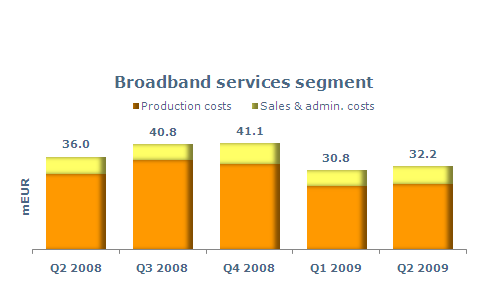 Broadband services segment
Production costs Sales & admin. costs
36.0 40.8 41.1 30.8 32.2
mEUR
Q2 2008 Q3 2008 Q4 2008 Q1 2009 Q2 2009